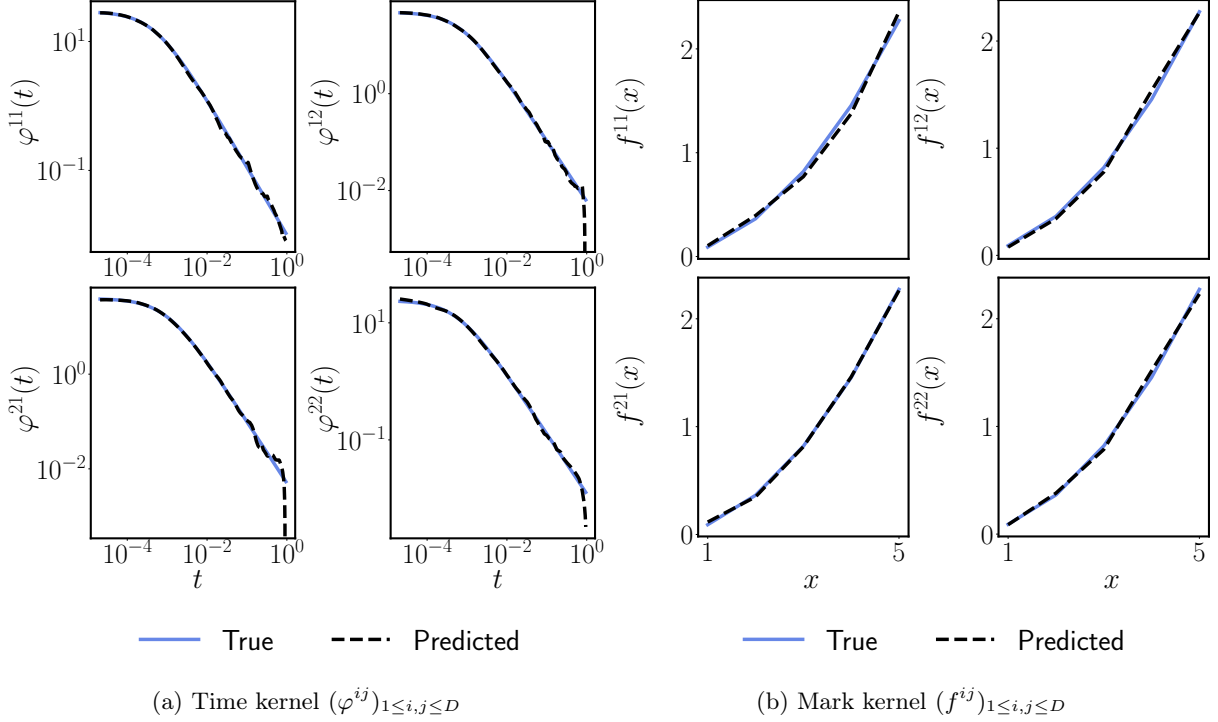 10^1
10^{-1}
φ^{11}(t)
10^{-4} 10^{-2} 10^0
10^0
10^{-2}
φ^{12}(t)
10^{-4} 10^{-2} 10^0
2
1
0
f^{11}(x)
2
1
0
f^{12}(x)
10^0
10^{-2}
φ^{21}(t)
10^{-4} 10^{-2} 10^0
t
10^1
10^{-1}
φ^{22}(t)
10^{-4} 10^{-2} 10^0
t
2
1
0
f^{21}(x)
1 5
x
2
1
0
f^{22}(x)
1 5
x
True Predicted
True Predicted
(a) Time kernel (φ^{ij})_{1≤i,j≤D}
(b) Mark kernel (f^{ij})_{1≤i,j≤D}